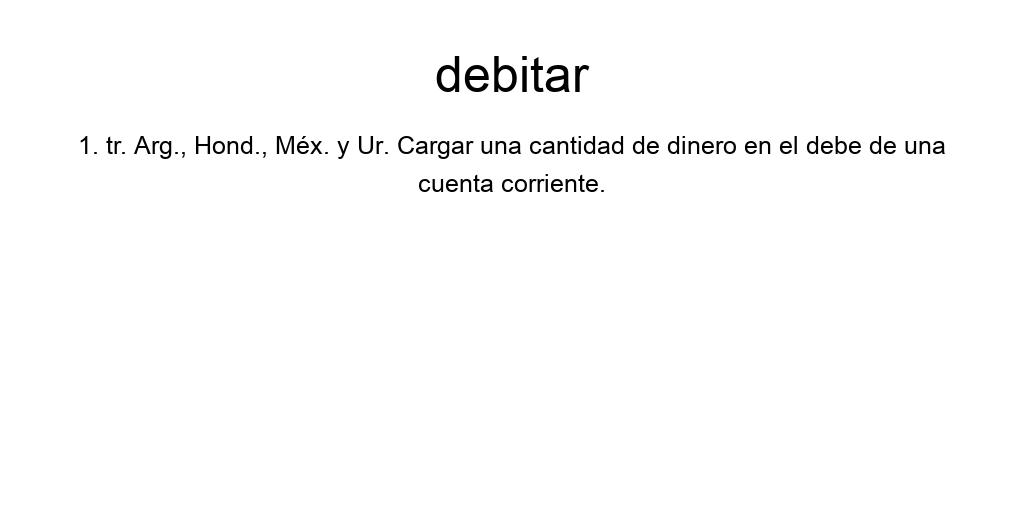 debitar
1. tr. Arg., Hond., Méx. y Ur. Cargar una cantidad de dinero en el debe de una
cuenta corriente.